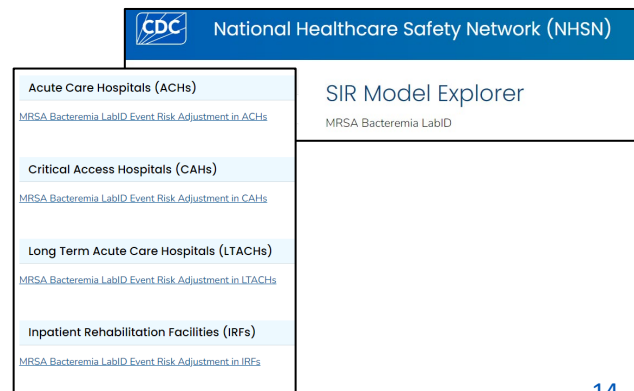 CDC
National Healthcare Safety Network (NHSN)
SIR Model Explorer
MRSA Bacteremia LabID
Acute Care Hospitals (ACHs)
MRSA Bacteremia LabID Event Risk Adjustment in ACHs
Critical Access Hospitals (CAHs)
MRSA Bacteremia LabID Event Risk Adjustment in CAHs
Long Term Acute Care Hospitals (LTACHs)
MRSA Bacteremia LabID Event Risk Adjustment in LTACHs
Inpatient Rehabilitation Facilities (IRFs)
MRSA Bacteremia LabID Event Risk Adjustment in IRFs
14